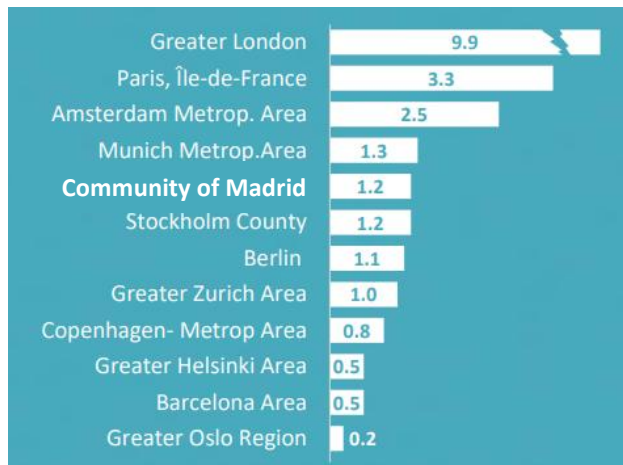 Greater London 9.9
Paris, Île-de-France 3.3
Amsterdam Metrop. Area 2.5
Munich Metrop.Area 1.3
Community of Madrid 1.2
Stockholm County 1.2
Berlin 1.1
Greater Zurich Area 1.0
Copenhagen- Metrop Area 0.8
Greater Helsinki Area 0.5
Barcelona Area 0.5
Greater Oslo Region 0.2